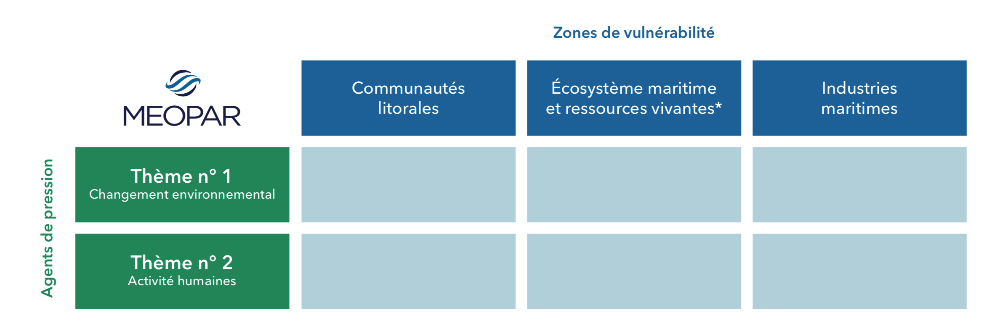 Zones de vulnérabilité
MEOPAR
Communautés
litorales
Écosystème maritime
et ressources vivantes*
Industries
maritimes
Agents de pression
Thème n° 1
Changement environnemental
Thème n° 2
Activité humaines